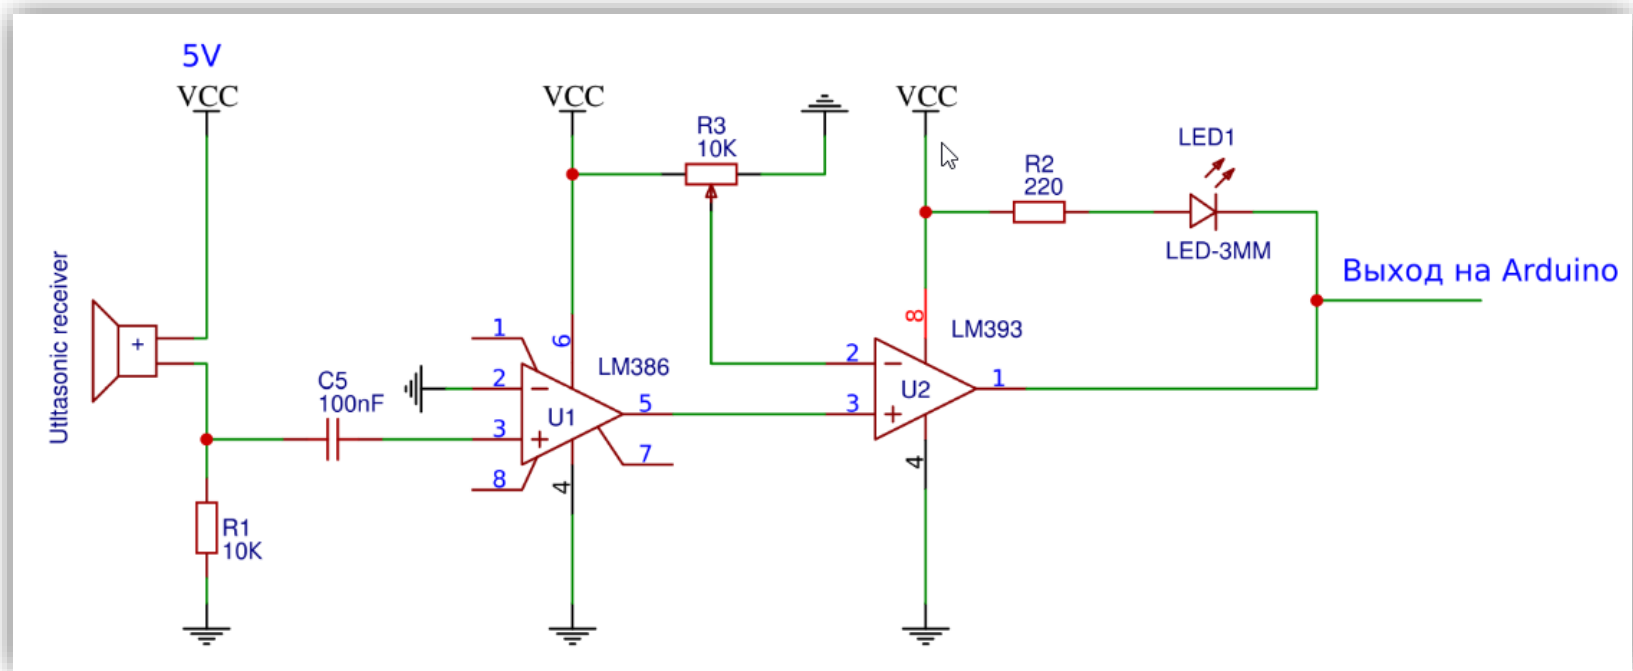 5V
VCC
VCC
VCC
R3
10K
LED1
R2
220
LED-3MM
Выход на Arduino
Utltasonic receiver
+
1
6
LM386
8
LM393
2
U1
5
C5
100nF
3
+
7
8
4
2
U2
1
3
+
4
R1
10K